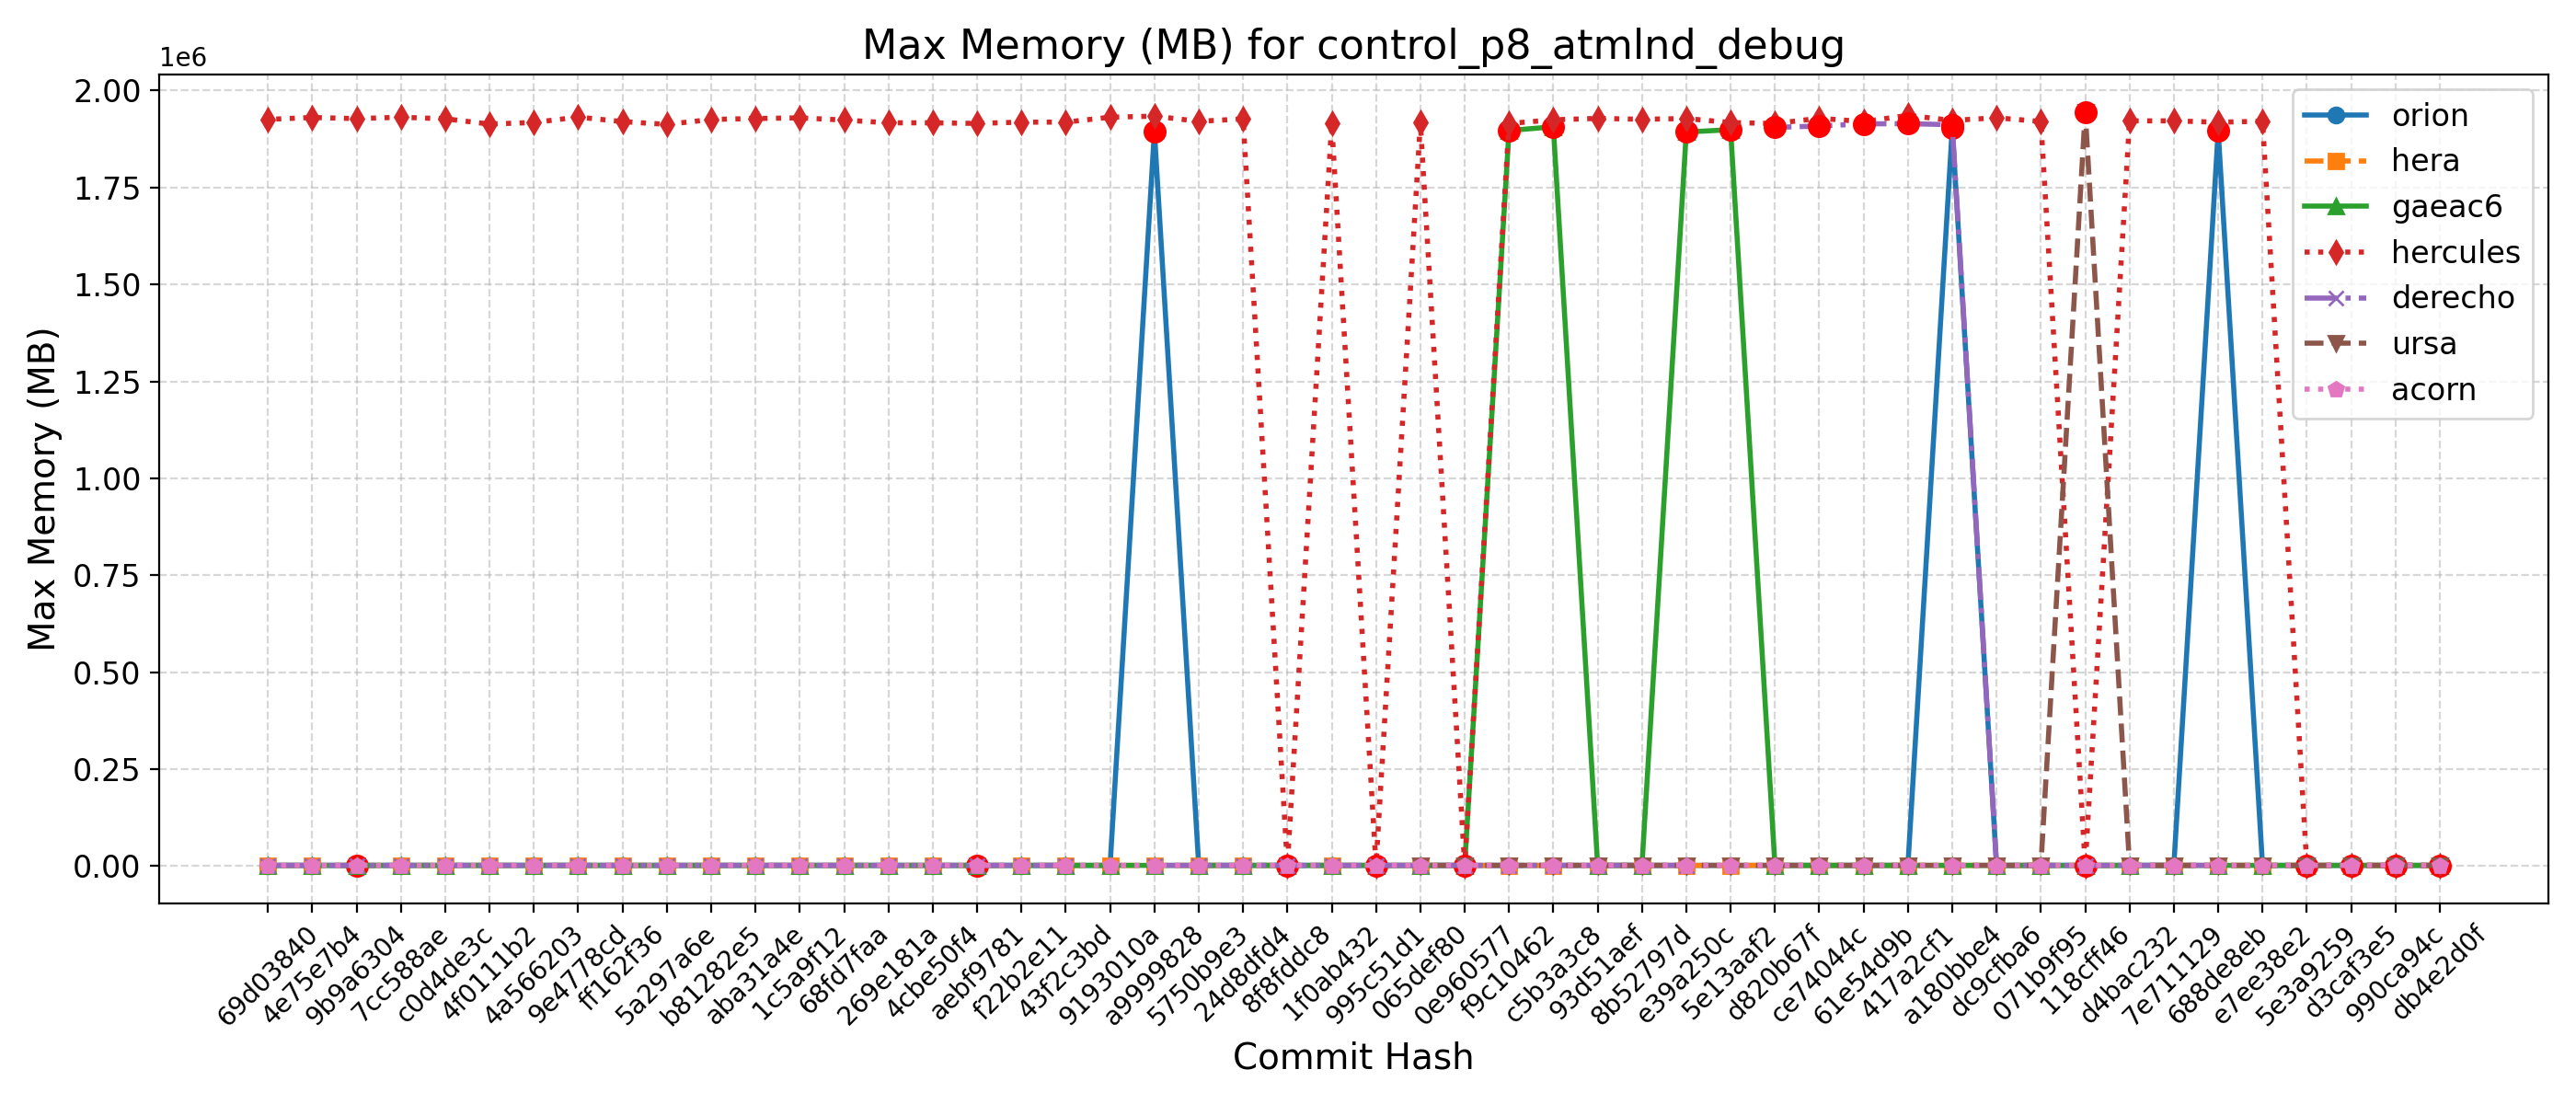 Max Memory (MB) for control_p8_atmlnd_debug
1e6
2.00
1.75
1.50
1.25
1.00
0.75
0.50
0.25
0.00
Max Memory (MB)
orion
hera
gaeac6
hercules
derecho
ursa
acorn
69d03840
4e75e7b4
9b9a6304
7cc588ae
c0d4de3c
4f0111b2
4a566203
9e4778cd
ff162f36
5a297a6e
b81282e5
aba31a4e
1c5a9f12
68fd7faa
269e181a
4cbe50f4
aebf9781
f22b2e11
43f2c3bd
9193010a
a9999828
5750b9e3
24d8dfd4
8f8fddc8
1f0ab432
995c51d1
065def80
0e960577
f9c10462
c5b3a3c8
93d51aef
8b52797d
e39a250c
5e13aaf2
d820b67f
ce74044c
61e54d9b
417a2cf1
a180bbe4
dc9cfba6
071b9f95
118cff46
d4bac232
7e711129
688de8eb
e7ee38e2
5e3a9259
d3caf3e5
990ca94c
db4e2d0f
Commit Hash